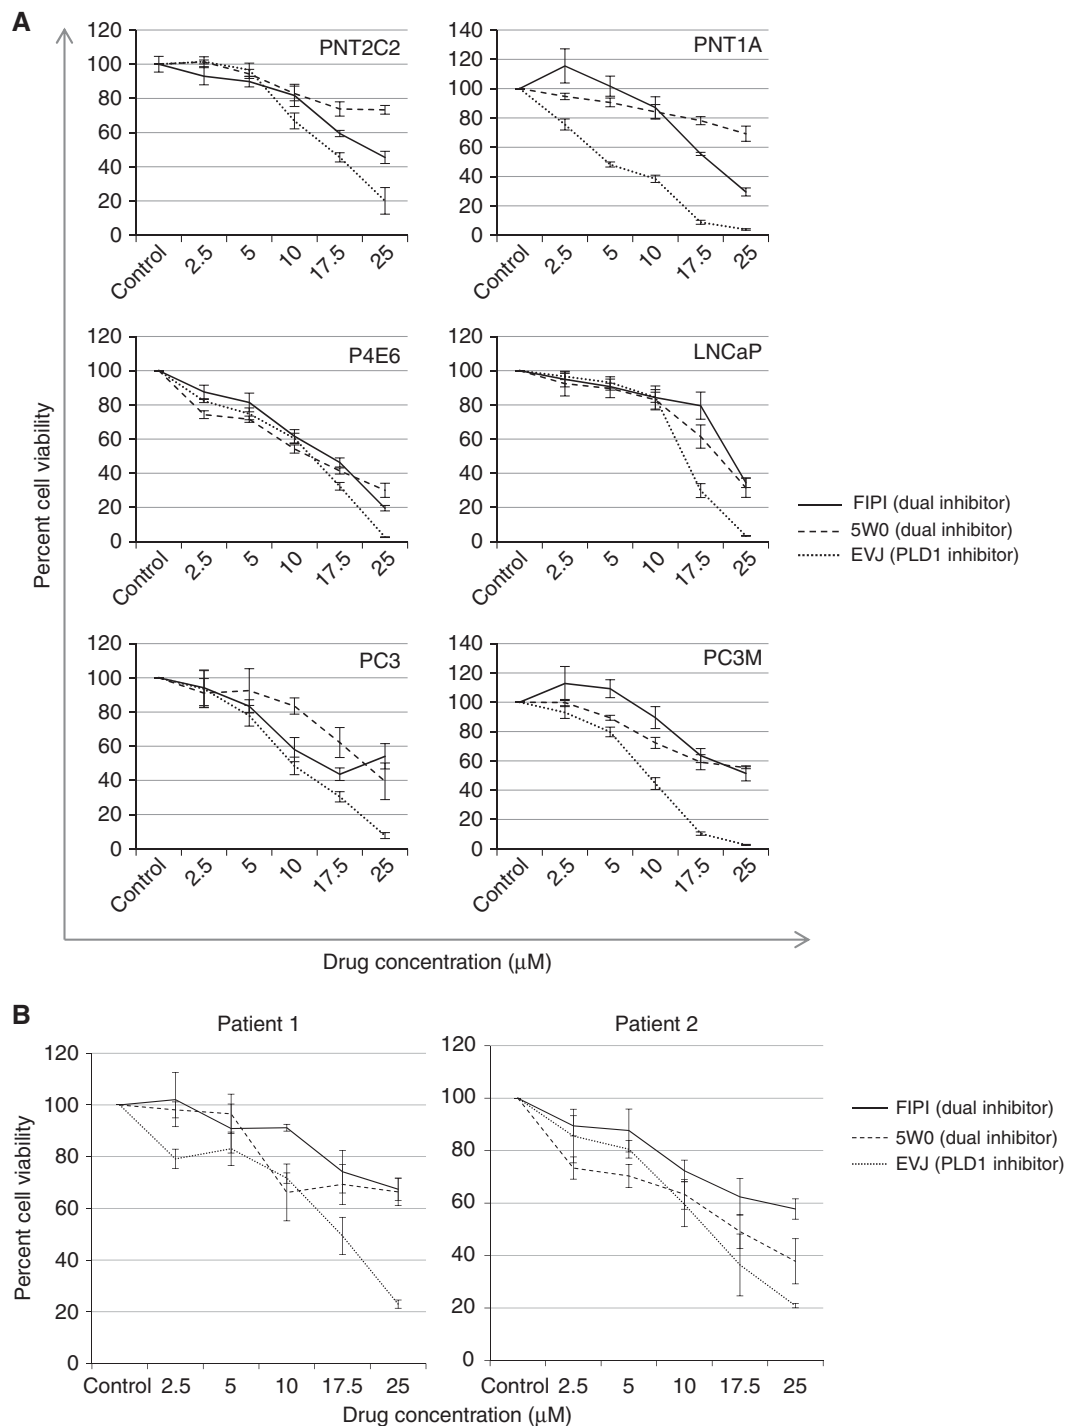 A
PNT2C2
120
100
80
60
40
20
0
Control 2.5 5 10 17.5 25
PNT1A
140
120
100
80
60
40
20
0
Control 2.5 5 10 17.5 25
P4E6
120
100
80
60
40
20
0
Control 2.5 5 10 17.5 25
LNCaP
120
100
80
60
40
20
0
Control 2.5 5 10 17.5 25
FIPI (dual inhibitor)
5W0 (dual inhibitor)
EVJ (PLD1 inhibitor)
PC3
120
100
80
60
40
20
0
Control 2.5 5 10 17.5 25
PC3M
140
120
100
80
60
40
20
0
Control 2.5 5 10 17.5 25
Percent cell viability
Drug concentration (μM)
B
Patient 1
120
100
80
60
40
20
0
Control 2.5 5 10 17.5 25
Patient 2
120
100
80
60
40
20
0
Control 2.5 5 10 17.5 25
FIPI (dual inhibitor)
5W0 (dual inhibitor)
EVJ (PLD1 inhibitor)
Percent cell viability
Drug concentration (μM)